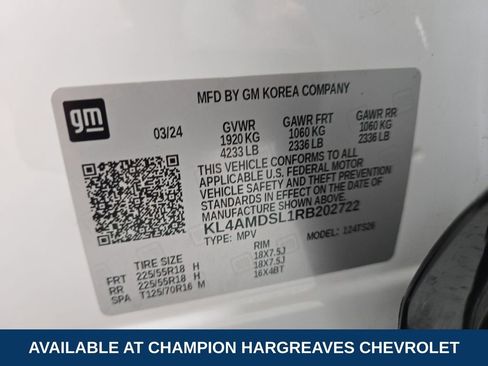 gm
MFD BY GM KOREA COMPANY
03/24 GVWR GAWR FRT GAWR RR
1920 KG 1060 KG 1060 KG
4233 LB 2336 LB 2336 LB
THIS VEHICLE CONFORMS TO ALL
APPLICABLE U.S. FEDERAL MOTOR
VEHICLE SAFETY AND THEFT PREVENTION
STANDARDS IN EFFECT ON THE DATE OF
MANUFACTURE SHOWN ABOVE.
KL4AMDSL1RB202722
TYPE: MPV MODEL: 124TS26
TIRE SIZE RIM
FRT 225/55R18 H 18X7.5J
RR 225/55R18 H 18X7.5J
SPA T125/70R16 M 16X4BT
AVAILABLE AT CHAMPION HARGREAVES CHEVROLET